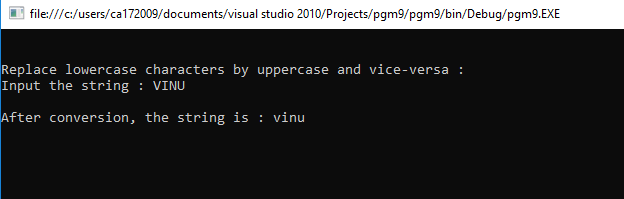 file:///c:/users/ca172009/documents/visual studio 2010/Projects/pgm9/pgm9/bin/Debug/pgm9.EXE
Replace lowercase characters by uppercase and vice-versa :
Input the string : VINU
After conversion, the string is : vinu